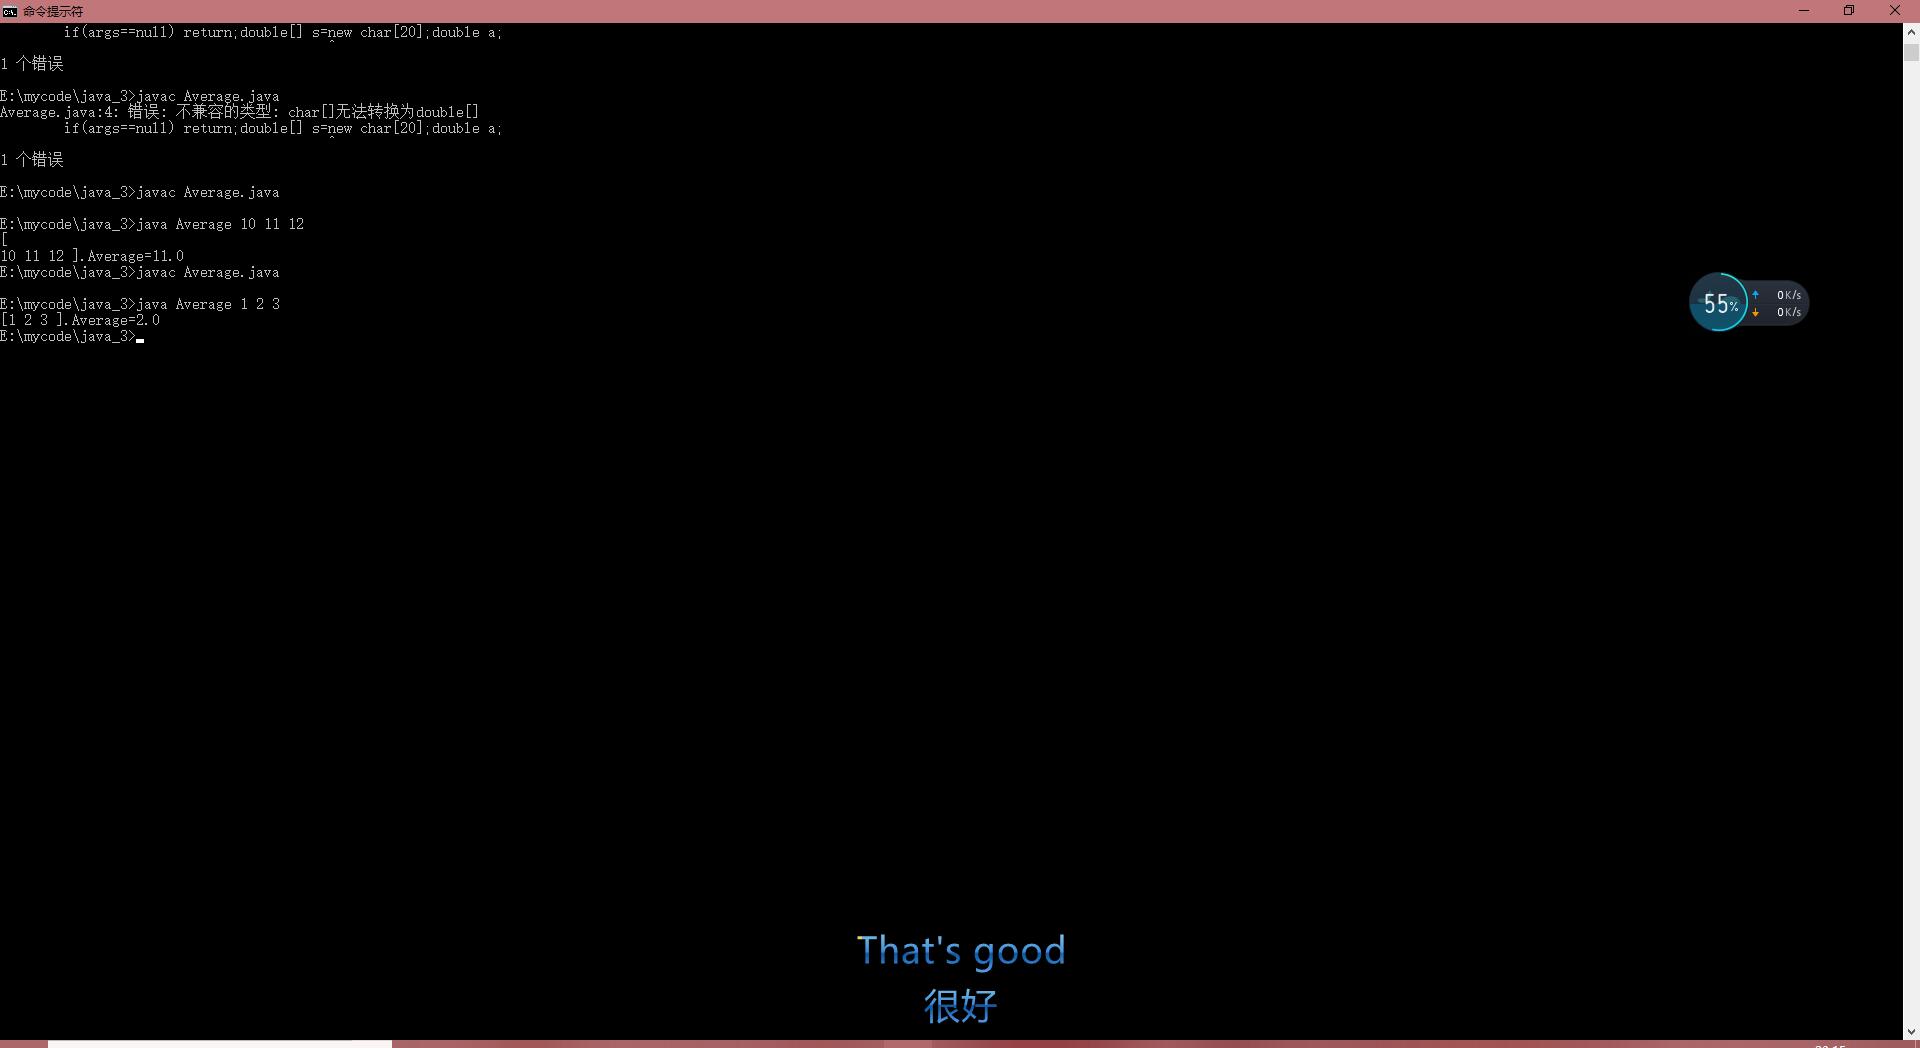 命令提示符
if(args==null) return;double[] s=new char[20];double a;
^
1 个错误
E:\mycode\java_3>javac Average.java
Average.java:4: 错误: 不兼容的类型: char[]无法转换为double[]
if(args==null) return;double[] s=new char[20];double a;
^
1 个错误
E:\mycode\java_3>javac Average.java
E:\mycode\java_3>java Average 10 11 12
[
10 11 12 ].Average=11.0
E:\mycode\java_3>javac Average.java
E:\mycode\java_3>java Average 1 2 3
[1 2 3 ].Average=2.0
E:\mycode\java_3>
55%
0K/s
0K/s
That's good
很好